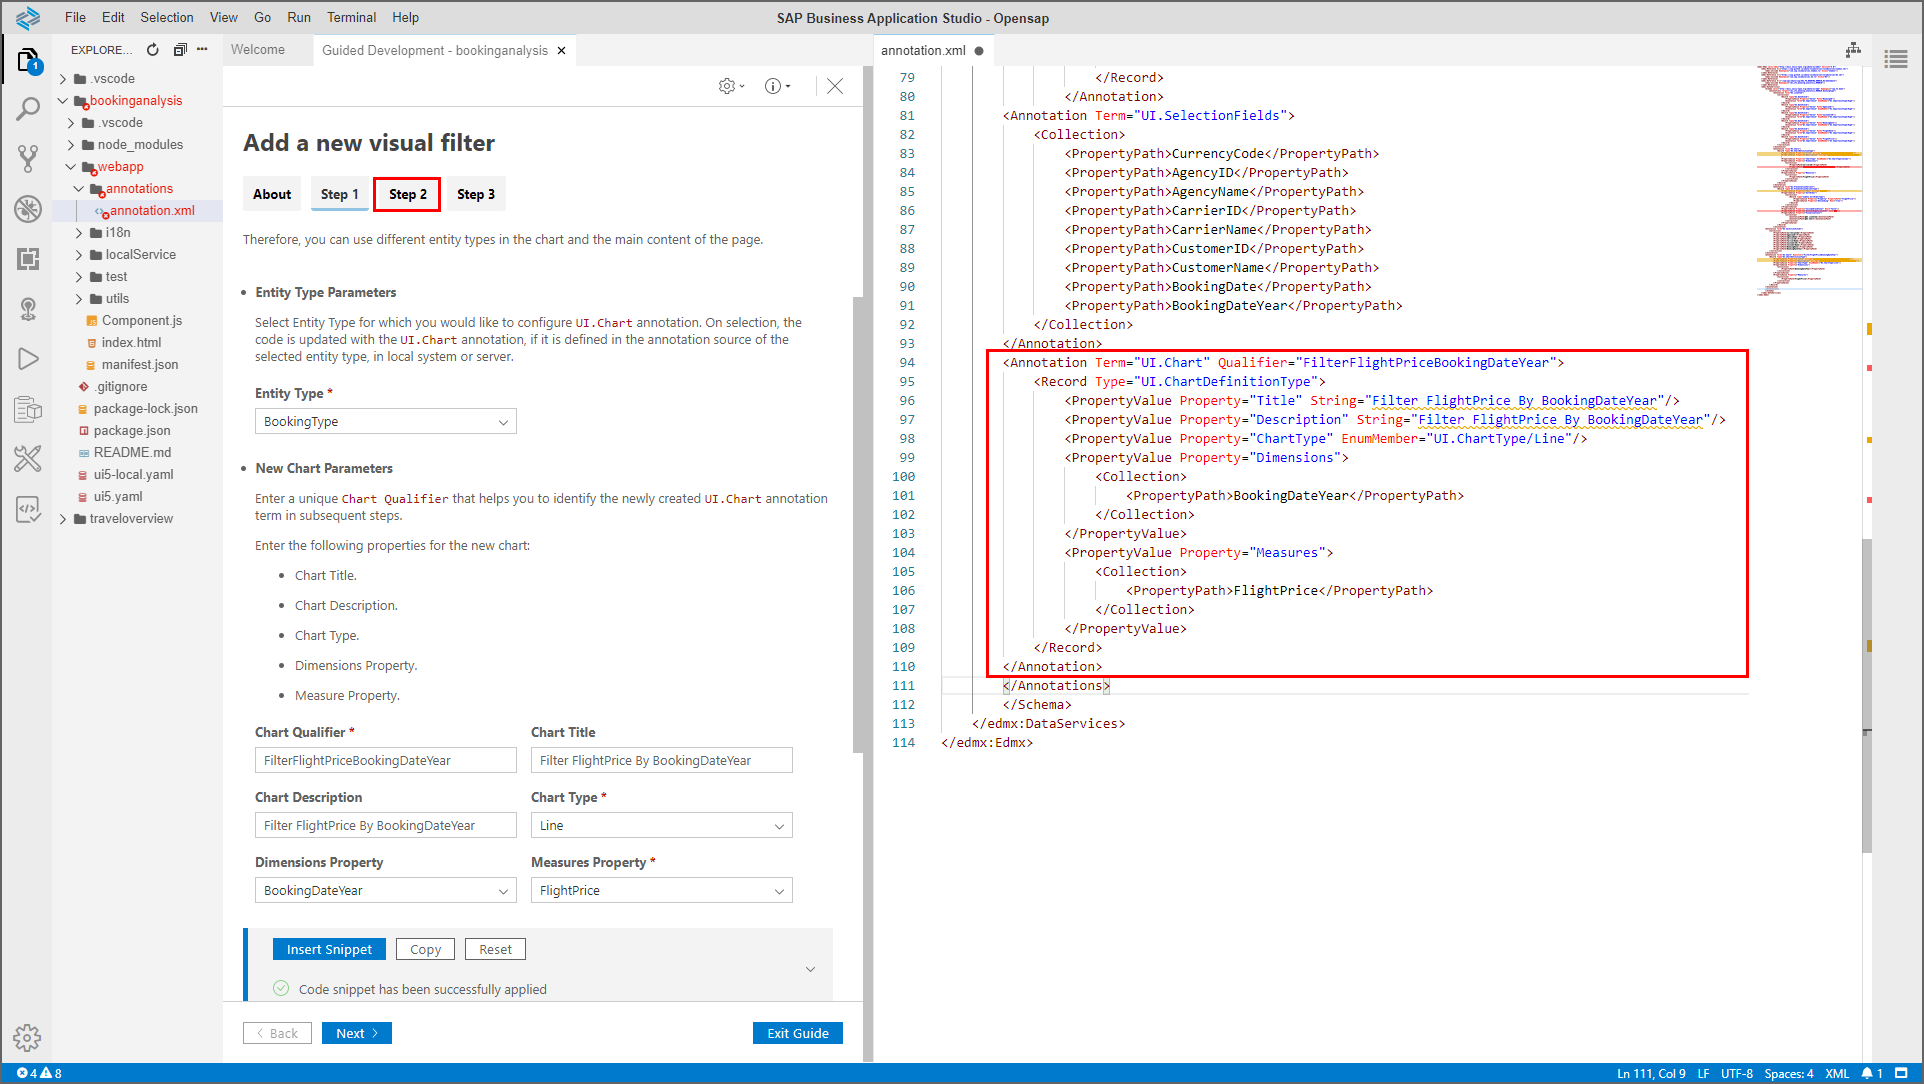 File Edit Selection View Go Run Terminal Help
SAP Business Application Studio - Opensap
EXPLORE...
Welcome
Guided Development - bookinganalysis
annotation.xml
1
.vscode
bookinganalysis
.vscode
node_modules
webapp
annotations
annotation.xml
i18n
localService
test
utils
Component.js
index.html
manifest.json
.gitignore
package-lock.json
package.json
README.md
ui5-local.yaml
ui5.yaml
traveloverview
Add a new visual filter
About Step 1 Step 2 Step 3
Therefore, you can use different entity types in the chart and the main content of the page.
• Entity Type Parameters
Select Entity Type for which you would like to configure UI.Chart annotation. On selection, the
code is updated with the UI.Chart annotation, if it is defined in the annotation source of the
selected entity type, in local system or server.
Entity Type *
BookingType
• New Chart Parameters
Enter a unique Chart Qualifier that helps you to identify the newly created UI.Chart annotation
term in subsequent steps.
Enter the following properties for the new chart:
• Chart Title.
• Chart Description.
• Chart Type.
• Dimensions Property.
• Measure Property.
Chart Qualifier * Chart Title
FilterFlightPriceBookingDateYear Filter FlightPrice By BookingDateYear
Chart Description Chart Type *
Filter FlightPrice By BookingDateYear Line
Dimensions Property Measures Property *
BookingDateYear FlightPrice
Insert Snippet Copy Reset
Code snippet has been successfully applied
Back Next Exit Guide
79 </Record>
80 </Annotation>
81 <Annotation Term="UI.SelectionFields">
82 <Collection>
83 <PropertyPath>CurrencyCode</PropertyPath>
84 <PropertyPath>AgencyID</PropertyPath>
85 <PropertyPath>AgencyName</PropertyPath>
86 <PropertyPath>CarrierID</PropertyPath>
87 <PropertyPath>CarrierName</PropertyPath>
88 <PropertyPath>CustomerID</PropertyPath>
89 <PropertyPath>CustomerName</PropertyPath>
90 <PropertyPath>BookingDate</PropertyPath>
91 <PropertyPath>BookingDateYear</PropertyPath>
92 </Collection>
93 </Annotation>
94 <Annotation Term="UI.Chart" Qualifier="FilterFlightPriceBookingDateYear">
95 <Record Type="UI.ChartDefinitionType">
96 <PropertyValue Property="Title" String="Filter FlightPrice By BookingDateYear"/>
97 <PropertyValue Property="Description" String="Filter FlightPrice By BookingDateYear"/>
98 <PropertyValue Property="ChartType" EnumMember="UI.ChartType/Line"/>
99 <PropertyValue Property="Dimensions">
100 <Collection>
101 <PropertyPath>BookingDateYear</PropertyPath>
102 </Collection>
103 </PropertyValue>
104 <PropertyValue Property="Measures">
105 <Collection>
106 <PropertyPath>FlightPrice</PropertyPath>
107 </Collection>
108 </PropertyValue>
109 </Record>
110 </Annotation>
111 </Annotations>
112 </Schema>
113 </edmx:DataServices>
114 </edmx:Edmx>
4 8
Ln 111, Col 9 LF UTF-8 Spaces: 4 XML 1